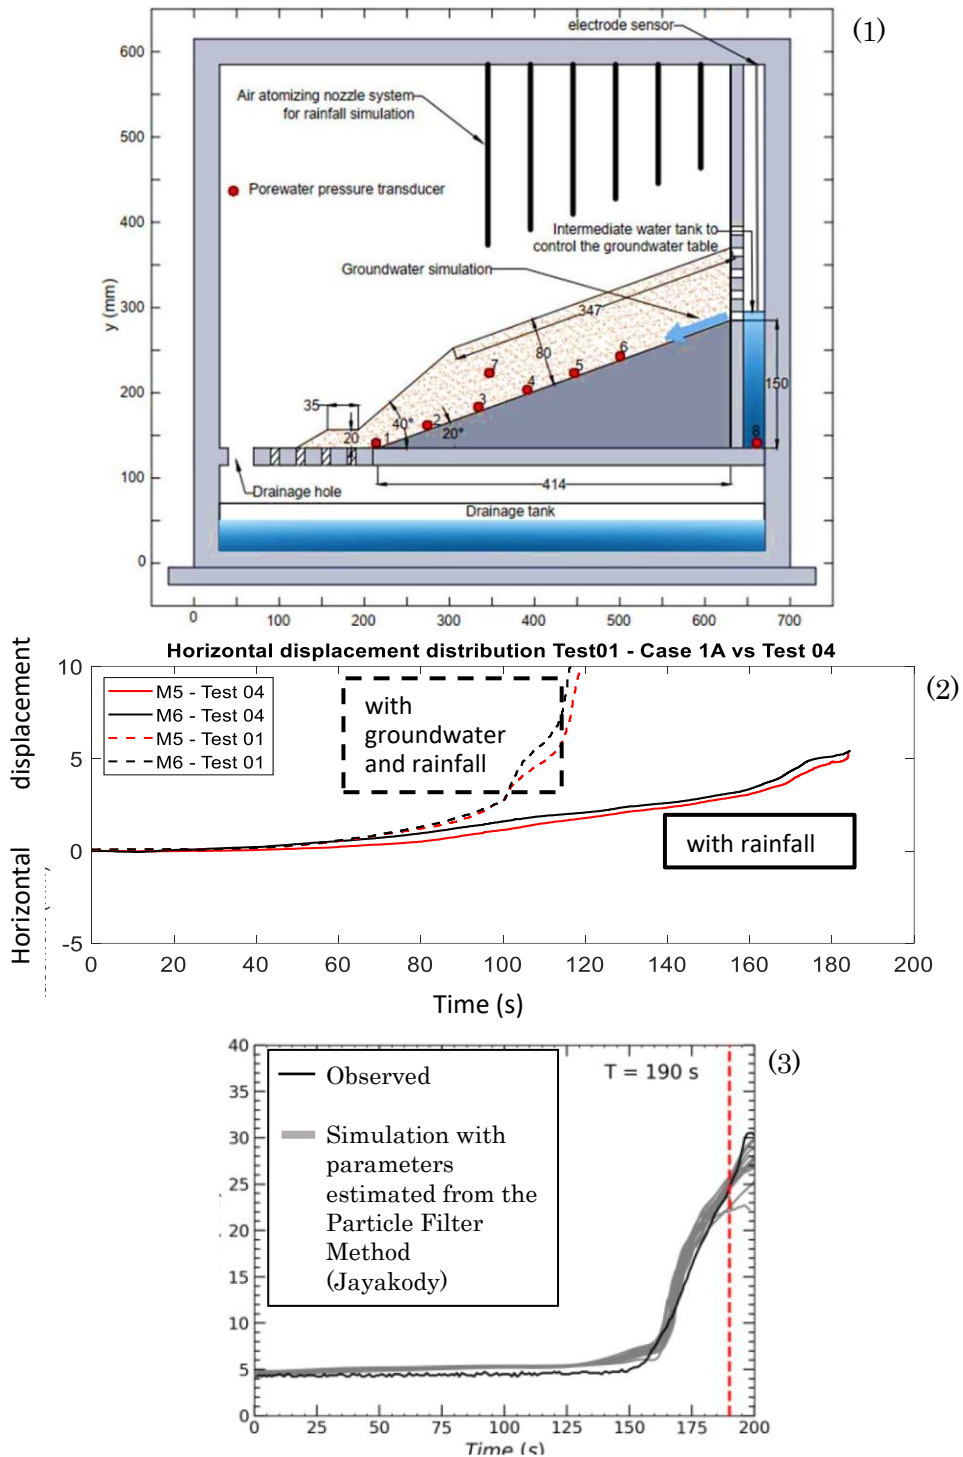 (1)
electrode sensor
600
Air atomizing nozzle system
for rainfall simulation
500
Porewater pressure transducer
400
Intermediate water tank to
control the groundwater table
Groundwater simulation
y (mm)
300
347
80
6
7
5
4
150
200
35
3
40°
2
20
1
20°
8
100
Drainage hole
414
Drainage tank
0
0
100
200
300
400
500
600
700
Horizontal displacement
Horizontal displacement distribution Test01 - Case 1A vs Test 04
(2)
10
M5 - Test 04
M6 - Test 04
M5 - Test 01
M6 - Test 01
with
groundwater
and rainfall
5
with rainfall
0
-5
0
20
40
60
80
100
120
140
160
180
200
Time (s)
(3)
40
T = 190 s
Observed
35
Simulation with
parameters
estimated from the
Particle Filter
Method
(Jayakody)
30
25
20
15
10
5
0
0
25
50
75
100
125
150
175
200
Time (s)